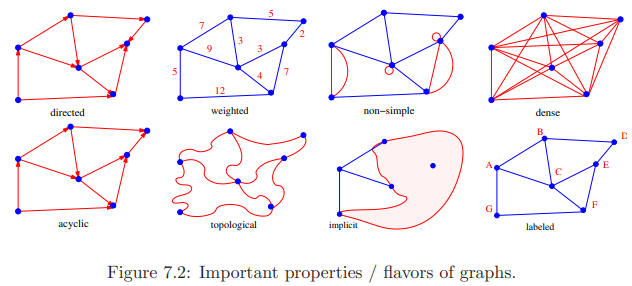 7
5
2
3
9
3
5
4
7
12
directed
weighted
non-simple
dense
B
D
A
C
E
G
F
acyclic
topological
implicit
labeled
Figure 7.2: Important properties / flavors of graphs.